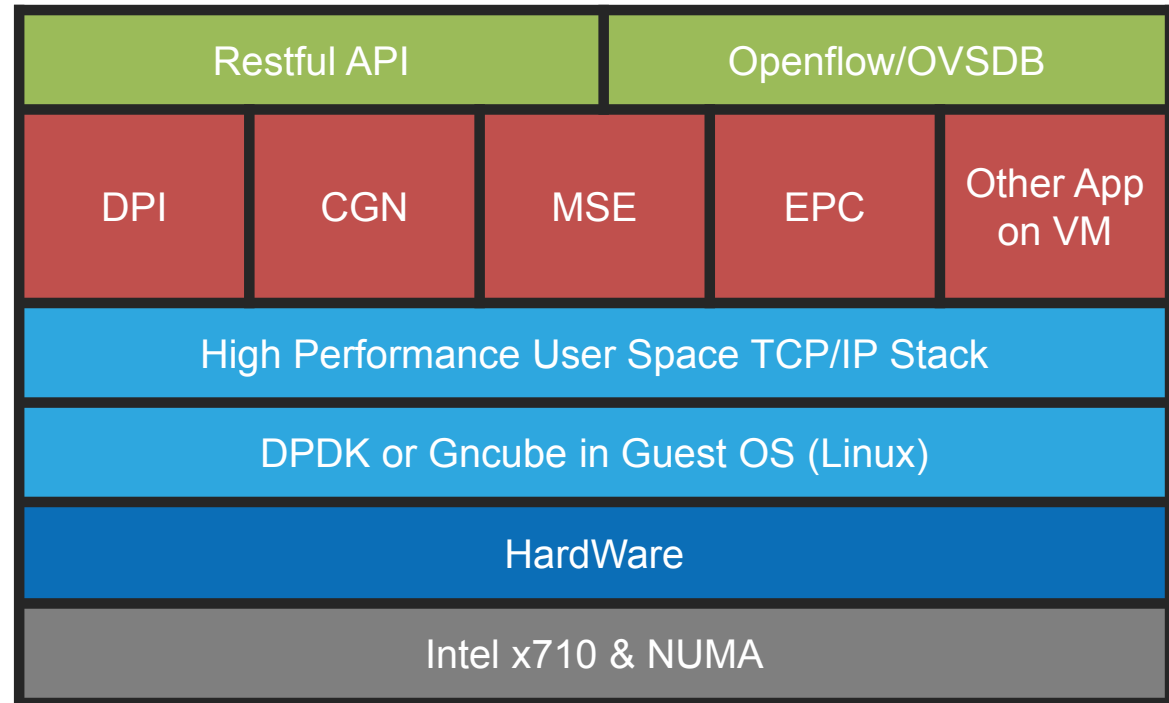 Restful API
Openflow/OVSDB
DPI
CGN
MSE
EPC
Other App
on VM
High Performance User Space TCP/IP Stack
DPDK or Gncube in Guest OS (Linux)
HardWare
Intel x710 & NUMA